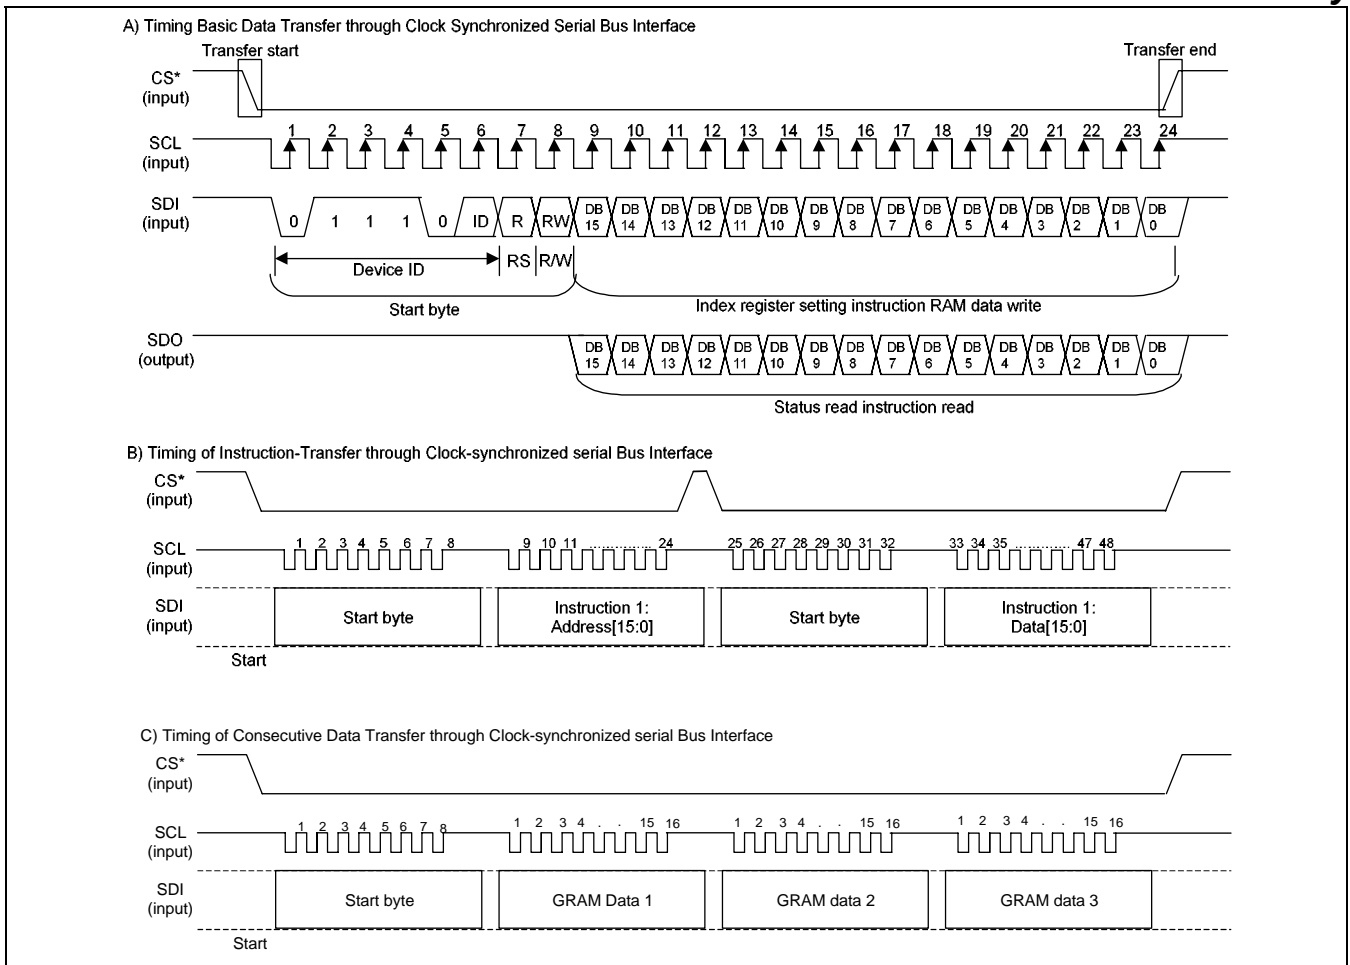 A) Timing Basic Data Transfer through Clock Synchronized Serial Bus Interface
Transfer start
Transfer end
CS*
(input)
1 2 3 4 5 6 7 8 9 10 11 12 13 14 15 16 17 18 19 20 21 22 23 24
SCL
(input)
SDI
(input)
0 1 1 1 0 ID R RW DB 15 DB 14 DB 13 DB 12 DB 11 DB 10 DB 9 DB 8 DB 7 DB 6 DB 5 DB 4 DB 3 DB 2 DB 1 DB 0
Device ID RS R/W
Start byte
Index register setting instruction RAM data write
SDO
(output)
DB 15 DB 14 DB 13 DB 12 DB 11 DB 10 DB 9 DB 8 DB 7 DB 6 DB 5 DB 4 DB 3 DB 2 DB 1 DB 0
Status read instruction read
B) Timing of Instruction-Transfer through Clock-synchronized serial Bus Interface
CS*
(input)
1 2 3 4 5 6 7 8 9 10 11 ................ 24 25 26 27 28 29 30 31 32 33 34 35 .............. 47 48
SCL
(input)
SDI
(input)
Start byte
Instruction 1:
Address[15:0]
Start byte
Instruction 1:
Data[15:0]
Start
C) Timing of Consecutive Data Transfer through Clock-synchronized serial Bus Interface
CS*
(input)
1 2 3 4 5 6 7 8 1 2 3 4 . . 15 16 1 2 3 4 . . 15 16 1 2 3 4 . . 15 16
SCL
(input)
SDI
(input)
Start byte
GRAM Data 1
GRAM data 2
GRAM data 3
Start